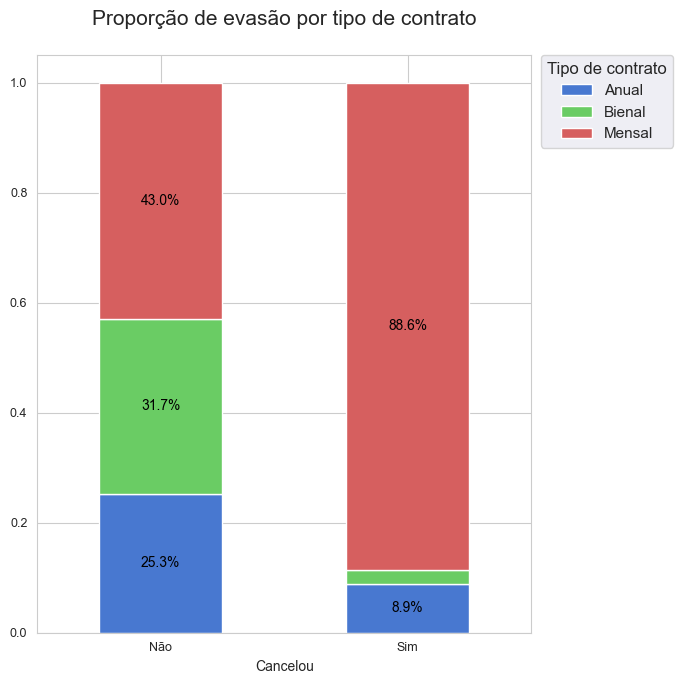 Proporção de evasão por tipo de contrato
Tipo de contrato
Anual
Bienal
Mensal
1.0
0.8
0.6
0.4
0.2
0.0
43.0%
31.7%
25.3%
88.6%
8.9%
Não
Sim
Cancelou